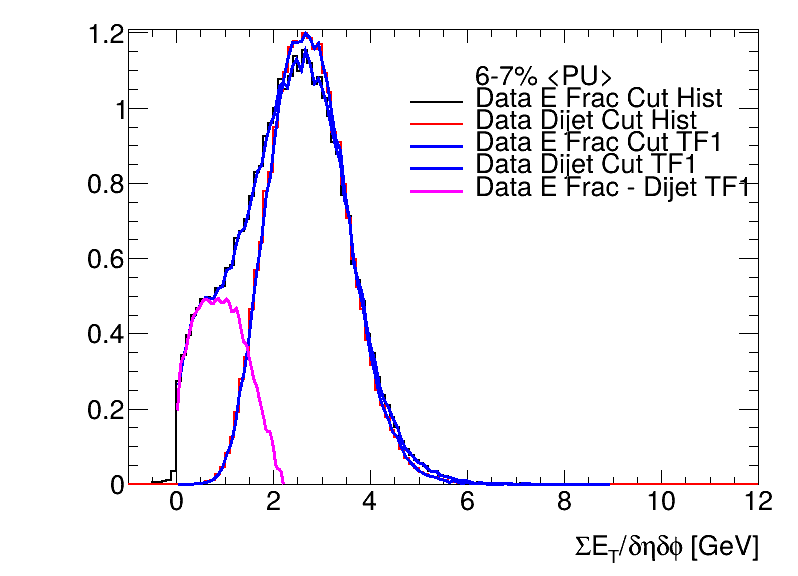 1.2
1
0.8
0.6
0.4
0.2
0
6-7% <PU>
Data E Frac Cut Hist
Data Dijet Cut Hist
Data E Frac Cut TF1
Data Dijet Cut TF1
Data E Frac - Dijet TF1
0 2 4 6 8 10 12
ΣE_T/δηδφ [GeV]